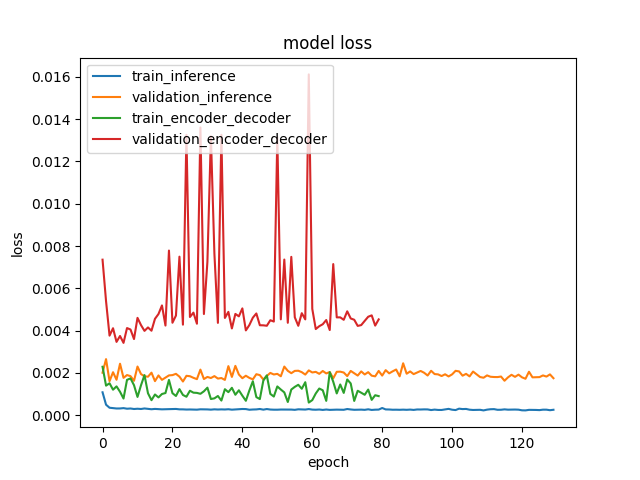 model loss
train_inference
validation_inference
train_encoder_decoder
validation_encoder_decoder
0.016
0.014
0.012
0.010
0.008
0.006
0.004
0.002
0.000
loss
0 20 40 60 80 100 120
epoch